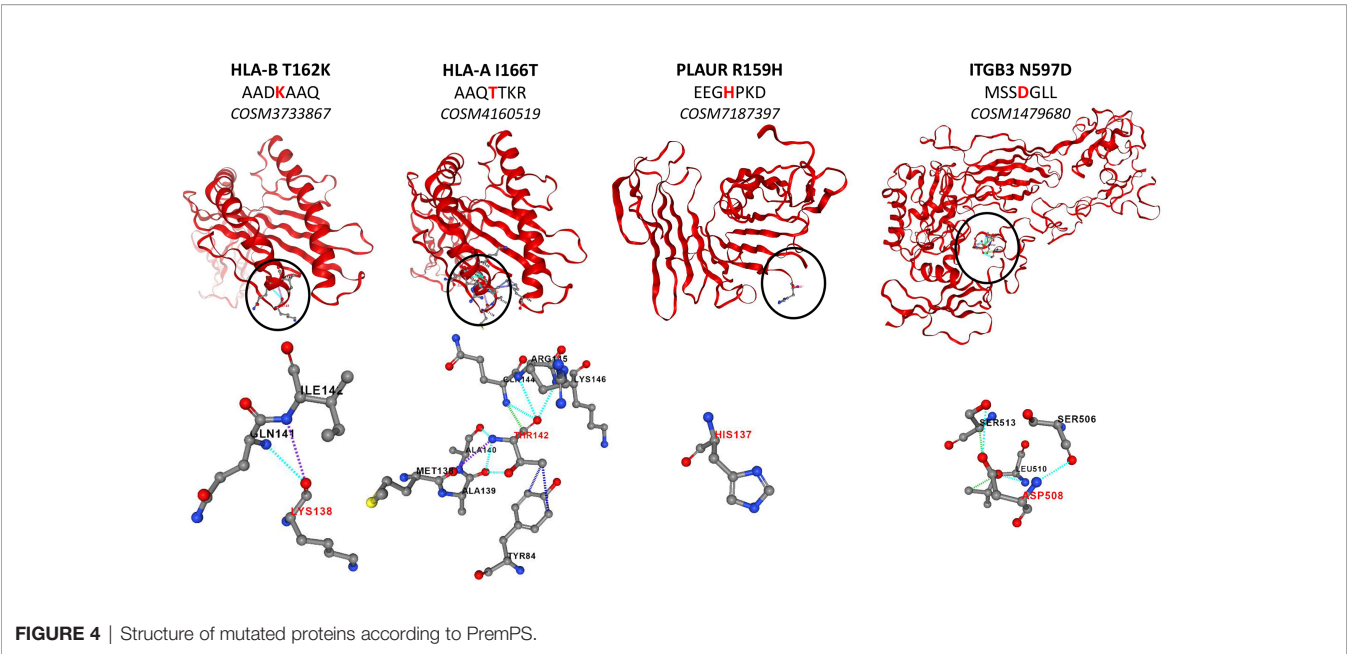 HLA-B T162K
AADKAAQ
COSM3733867
HLA-A I166T
AAQTTKR
COSM4160519
PLAUR R159H
EEGHPKD
COSM7187397
ITGB3 N597D
MSSDGLL
COSM1479680
ILE142
GLN141
LYS138
ARG145
GLN144
LYS146
THR142
ALA140
MET138
ALA139
TYR84
HIS137
SER513
SER506
LEU510
ASP508
FIGURE 4 | Structure of mutated proteins according to PremPS.